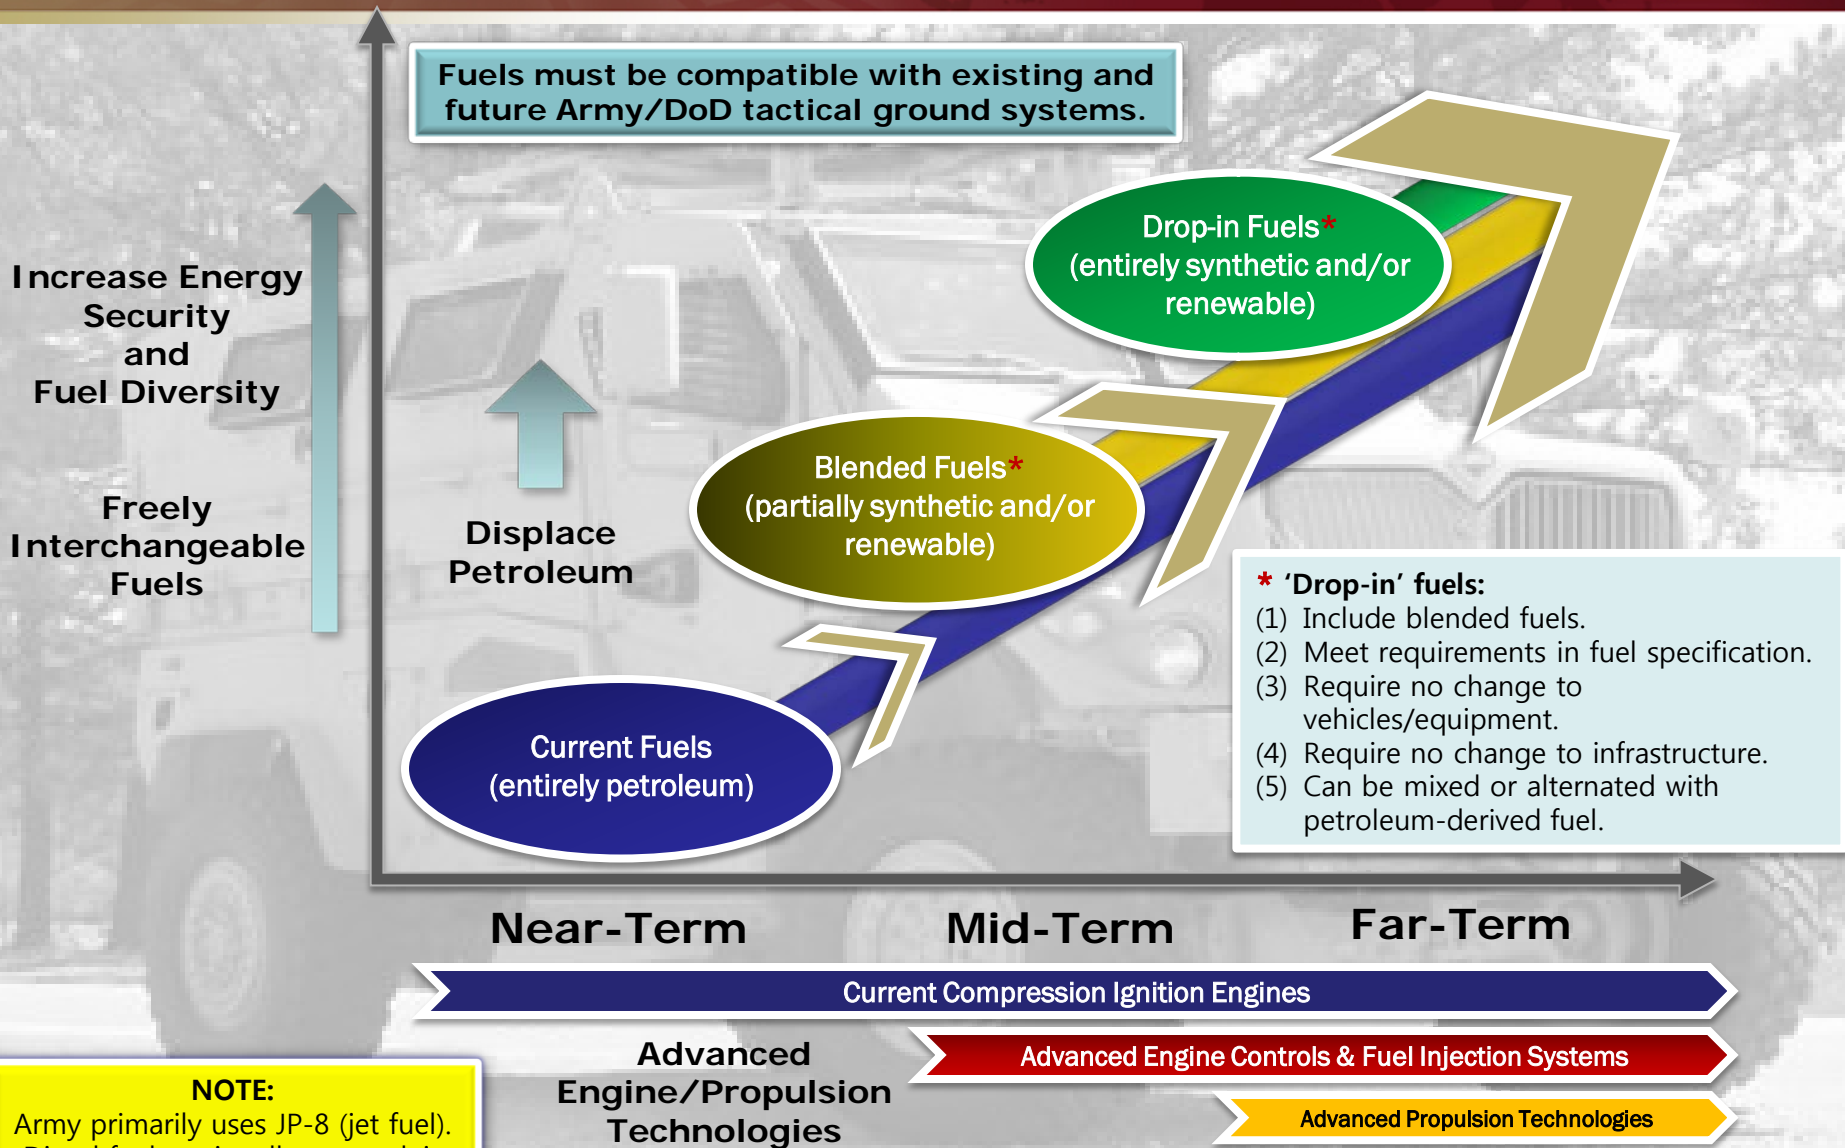 Fuels must be compatible with existing and
future Army/DoD tactical ground systems.
Increase Energy
Security
and
Fuel Diversity
Freely
Interchangeable
Fuels
Displace
Petroleum
Drop-in Fuels*
(entirely synthetic and/or
renewable)
Blended Fuels*
(partially synthetic and/or
renewable)
Current Fuels
(entirely petroleum)
* ‘Drop-in’ fuels:
(1) Include blended fuels.
(2) Meet requirements in fuel specification.
(3) Require no change to
vehicles/equipment.
(4) Require no change to infrastructure.
(5) Can be mixed or alternated with
petroleum-derived fuel.
Near-Term
Mid-Term
Far-Term
Current Compression Ignition Engines
Advanced Engine Controls & Fuel Injection Systems
Advanced Propulsion Technologies
Advanced
Engine/Propulsion
Technologies
NOTE:
Army primarily uses JP-8 (jet fuel).